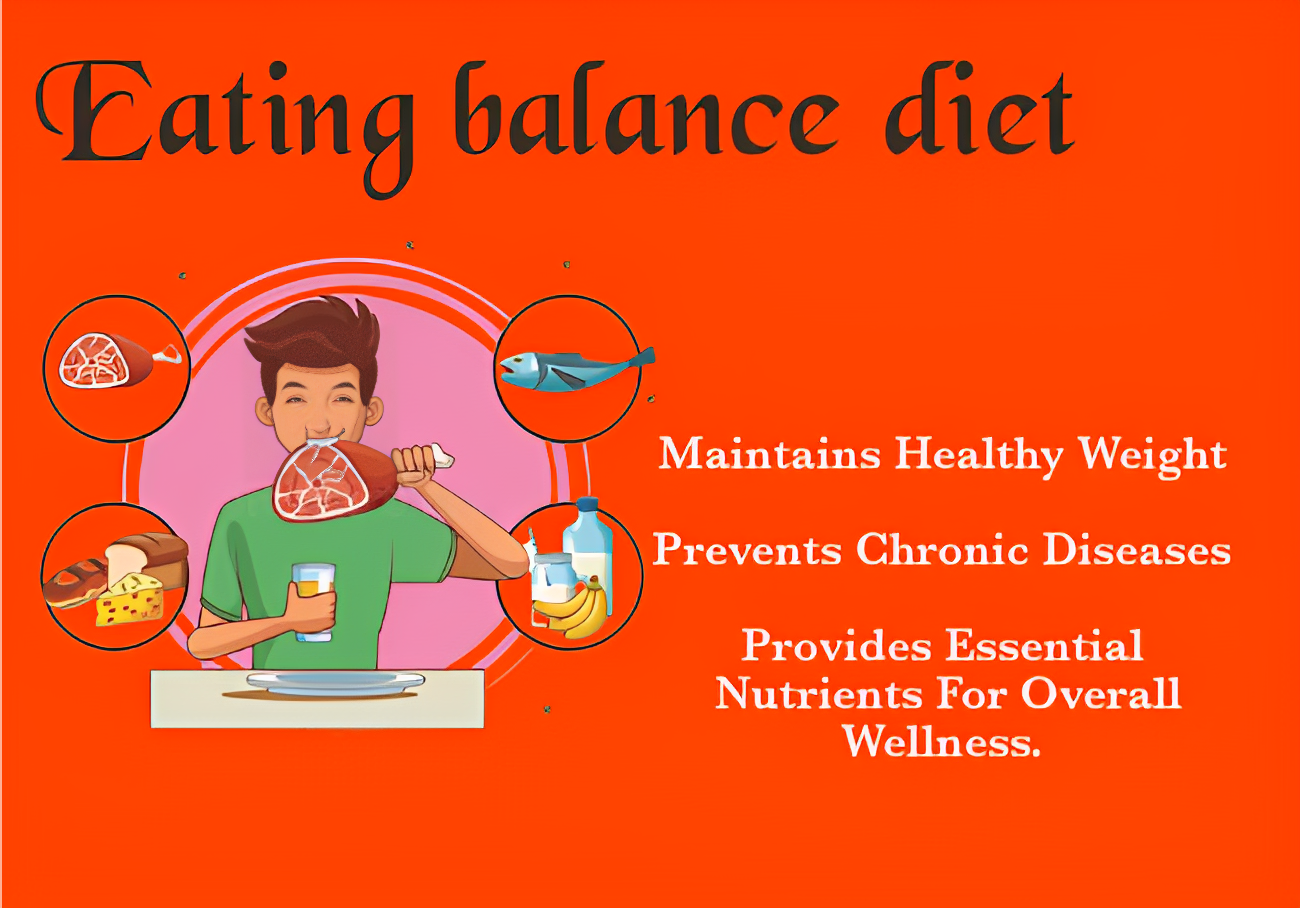 Eating balance diet
Maintains Healthy Weight
Prevents Chronic Diseases
Provides Essential
Nutrients For Overall
Wellness.